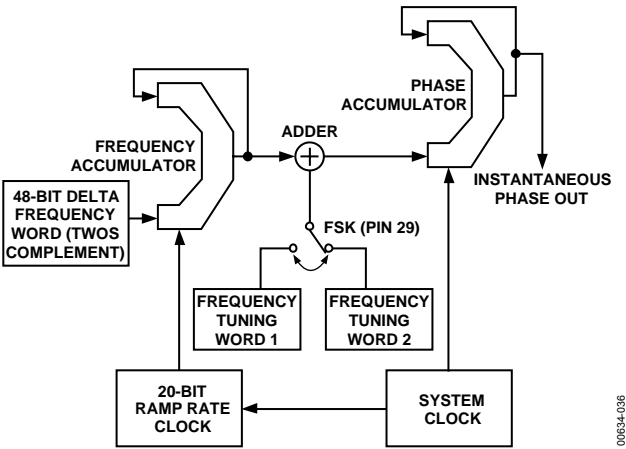 PHASE
ACCUMULATOR
FREQUENCY
ACCUMULATOR
ADDER
INSTANTANEOUS
PHASE OUT
48-BIT DELTA
FREQUENCY
WORD (TWOS
COMPLEMENT)
FSK (PIN 29)
FREQUENCY
TUNING
WORD 1
FREQUENCY
TUNING
WORD 2
20-BIT
RAMP RATE
CLOCK
SYSTEM
CLOCK
00634-036